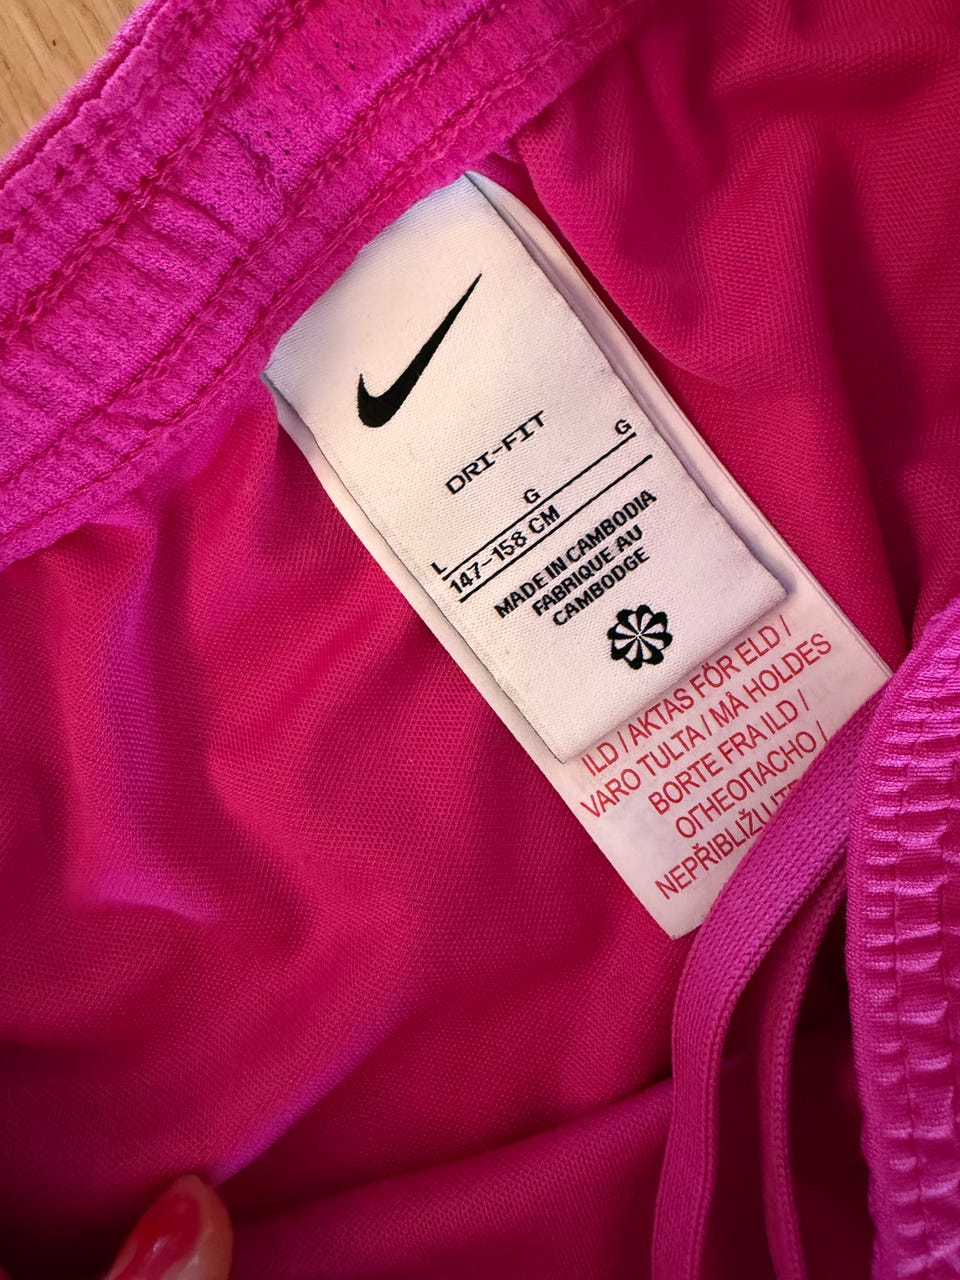 DRI-FIT
L G G
147-158 CM
MADE IN CAMBODIA
FABRIQUE AU
CAMBODGE
ILD / AKTAS FÖR ELD /
VARO TULTA / MÅ HOLDES
BORTE FRA ILD /
ОГНЕОПАСНО /